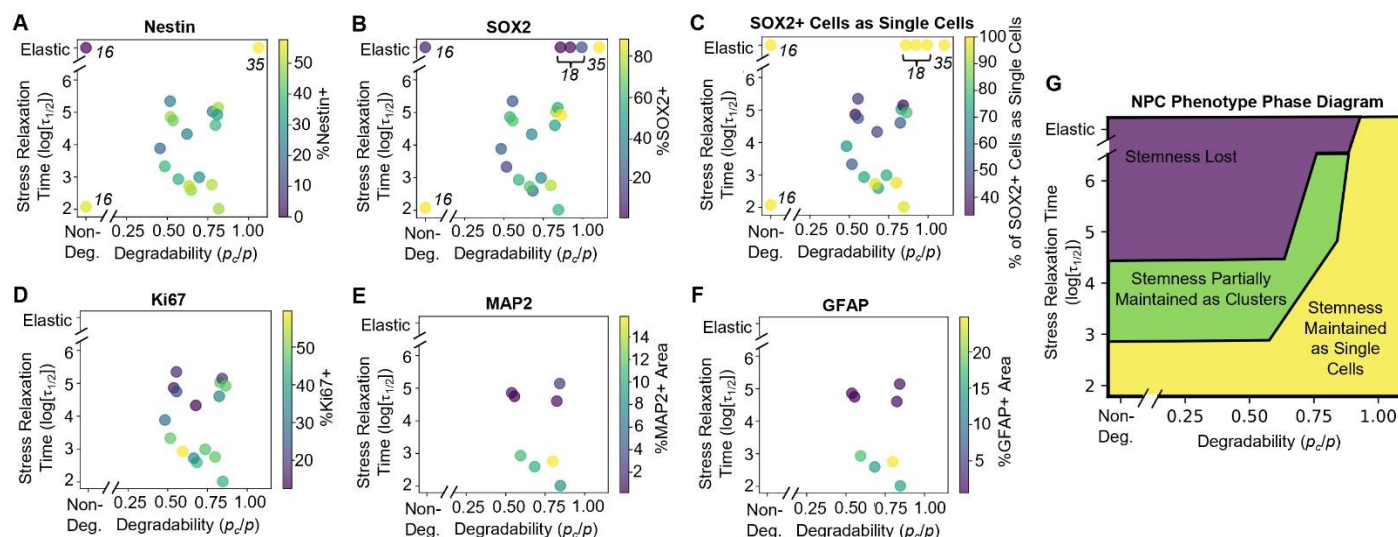 A
Nestin
Elastic
16
35
6
5
4
3
2
16
Stress Relaxation
Time (log[τ1/2])
Non-
Deg.
0.25 0.50 0.75 1.00
Degradability (pc/p)
50
40
30
20
10
0
%Nestin+
B
SOX2
Elastic
16
18
35
6
5
4
3
2
16
Stress Relaxation
Time (log[τ1/2])
Non-
Deg.
0.25 0.50 0.75 1.00
Degradability (pc/p)
80
60
40
20
%SOX2+
C
SOX2+ Cells as Single Cells
Elastic
16
18
35
6
5
4
3
2
16
Stress Relaxation
Time (log[τ1/2])
Non-
Deg.
0.25 0.50 0.75 1.00
Degradability (pc/p)
100
90
80
70
60
50
40
% of SOX2+ Cells as Single Cells
D
Ki67
Elastic
6
5
4
3
2
Stress Relaxation
Time (log[τ1/2])
Non-
Deg.
0.25 0.50 0.75 1.00
Degradability (pc/p)
50
40
30
20
%Ki67+
E
MAP2
Elastic
6
5
4
3
2
Stress Relaxation
Time (log[τ1/2])
Non-
Deg.
0.25 0.50 0.75 1.00
Degradability (pc/p)
14
12
10
8
6
4
2
%MAP2+ Area
F
GFAP
Elastic
6
5
4
3
2
Stress Relaxation
Time (log[τ1/2])
Non-
Deg.
0.25 0.50 0.75 1.00
Degradability (pc/p)
20
15
10
5
%GFAP+ Area
G
NPC Phenotype Phase Diagram
Elastic
6
5
4
3
2
Stress Relaxation Time
(log[τ1/2])
Stemness Lost
Stemness Partially
Maintained as Clusters
Stemness
Maintained
as Single
Cells
Non-
Deg.
0.25 0.50 0.75 1.00
Degradability (pc/p)